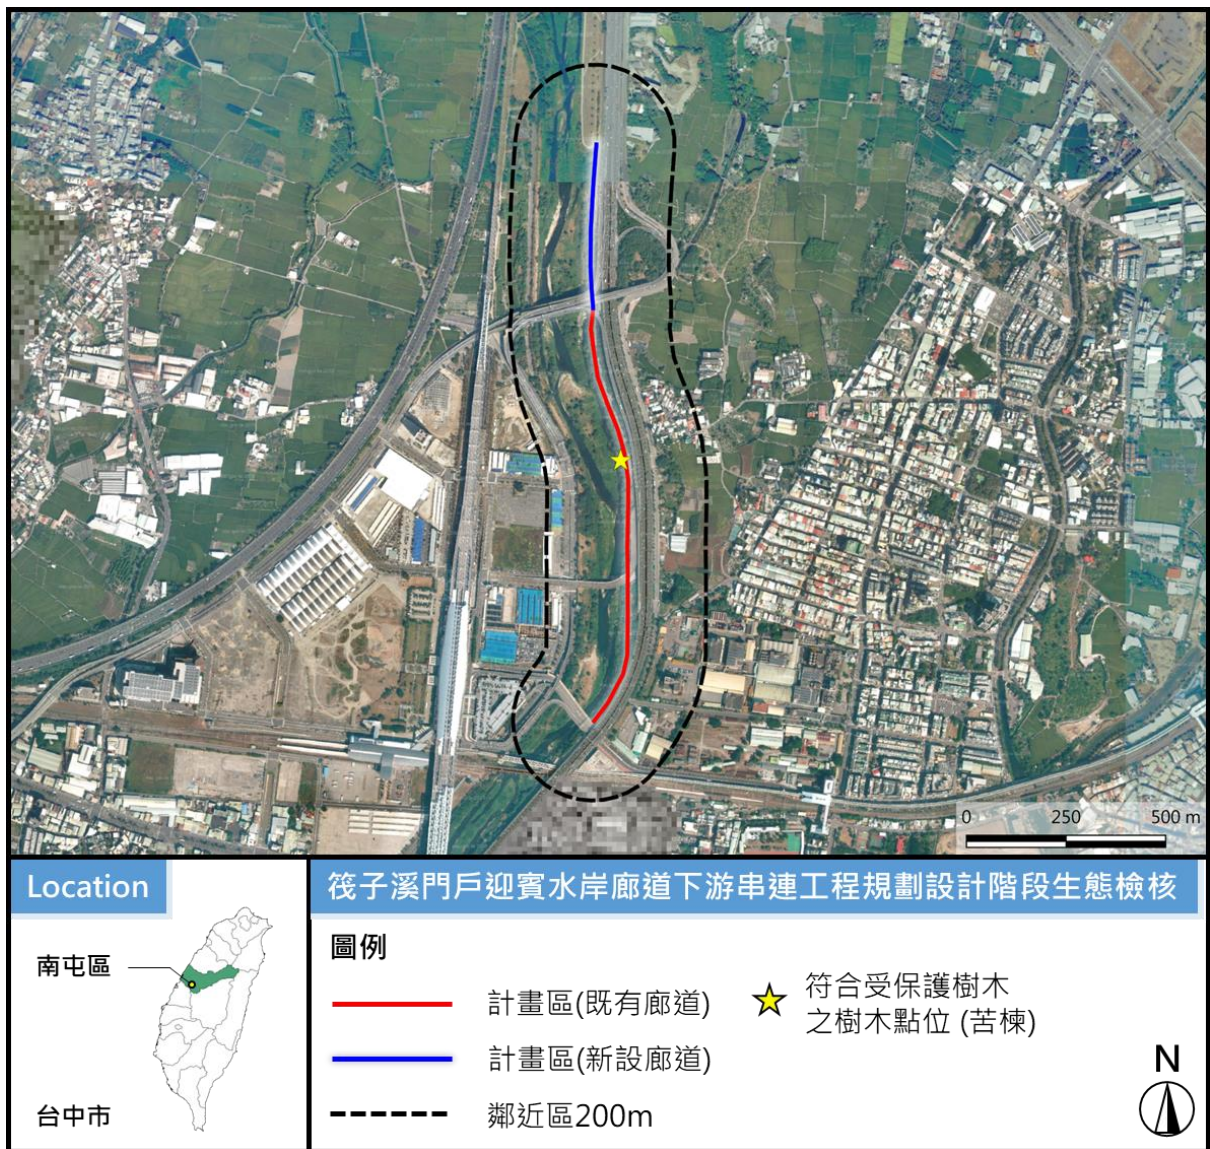 0 250 500 m
Location
筏子溪門戶迎賓水岸廊道下游串連工程規劃設計階段生態檢核
南屯區
台中市
圖例
計畫區(既有廊道)
計畫區(新設廊道)
鄰近區200m
符合受保護樹木
之樹木點位 (苦楝)
N